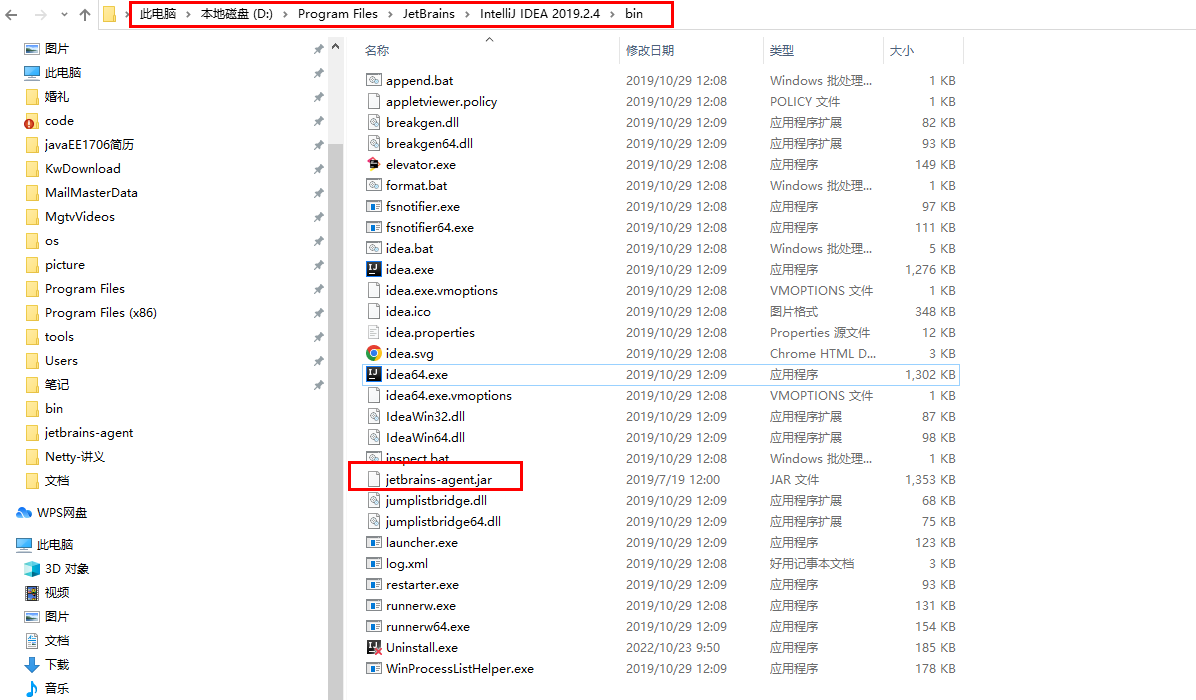 此电脑 › 本地磁盘 (D:) › Program Files › JetBrains › IntelliJ IDEA 2019.2.4 › bin
图片
此电脑
婚礼
code
javaEE1706简历
KwDownload
MailMasterData
MgtvVideos
os
picture
Program Files
Program Files (x86)
tools
Users
笔记
bin
jetbrains-agent
Netty-讲义
文档
WPS网盘
此电脑
3D 对象
视频
图片
文档
下载
音乐
名称 修改日期 类型 大小
append.bat 2019/10/29 12:08 Windows 批处理... 1 KB
appletviewer.policy 2019/10/29 12:08 POLICY 文件 1 KB
breakgen.dll 2019/10/29 12:09 应用程序扩展 82 KB
breakgen64.dll 2019/10/29 12:09 应用程序扩展 93 KB
elevator.exe 2019/10/29 12:09 应用程序 149 KB
format.bat 2019/10/29 12:08 Windows 批处理... 1 KB
fsnotifier.exe 2019/10/29 12:08 应用程序 97 KB
fsnotifier64.exe 2019/10/29 12:08 应用程序 111 KB
idea.bat 2019/10/29 12:08 Windows 批处理... 5 KB
idea.exe 2019/10/29 12:09 应用程序 1,276 KB
idea.exe.vmoptions 2019/10/29 12:08 VMOPTIONS 文件 1 KB
idea.ico 2019/10/29 12:08 图片格式 348 KB
idea.properties 2019/10/29 12:08 Properties 源文件 12 KB
idea.svg 2019/10/29 12:08 Chrome HTML D... 3 KB
idea64.exe 2019/10/29 12:09 应用程序 1,302 KB
idea64.exe.vmoptions 2019/10/29 12:08 VMOPTIONS 文件 1 KB
IdeaWin32.dll 2019/10/29 12:09 应用程序扩展 87 KB
IdeaWin64.dll 2019/10/29 12:09 应用程序扩展 98 KB
inspect.bat 2019/10/29 12:08 Windows 批处理... 1 KB
jetbrains-agent.jar 2019/7/19 12:00 JAR 文件 1,353 KB
jumplistbridge.dll 2019/10/29 12:09 应用程序扩展 68 KB
jumplistbridge64.dll 2019/10/29 12:09 应用程序扩展 75 KB
launcher.exe 2019/10/29 12:09 应用程序 123 KB
log.xml 2019/10/29 12:08 好用记事本文档 3 KB
restarter.exe 2019/10/29 12:09 应用程序 93 KB
runnerw.exe 2019/10/29 12:08 应用程序 131 KB
runnerw64.exe 2019/10/29 12:09 应用程序 154 KB
Uninstall.exe 2022/10/23 9:50 应用程序 185 KB
WinProcessListHelper.exe 2019/10/29 12:09 应用程序 178 KB